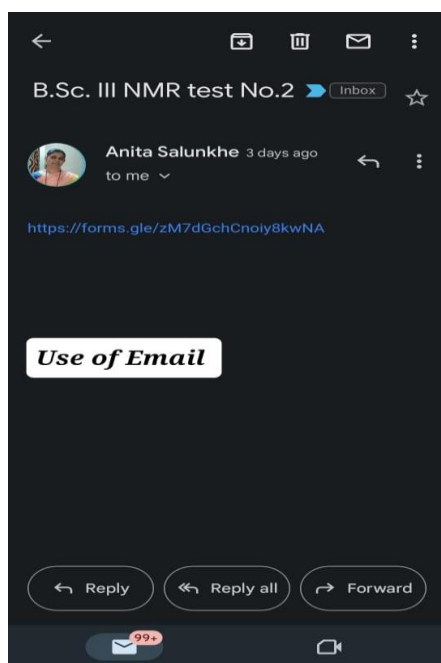 B.Sc. III NMR test No.2 Inbox
Anita Salunkhe 3 days ago
to me
https://forms.gle/zM7dGchCnoiy8kwNA
Use of Email
Reply
Reply all
Forward
99+